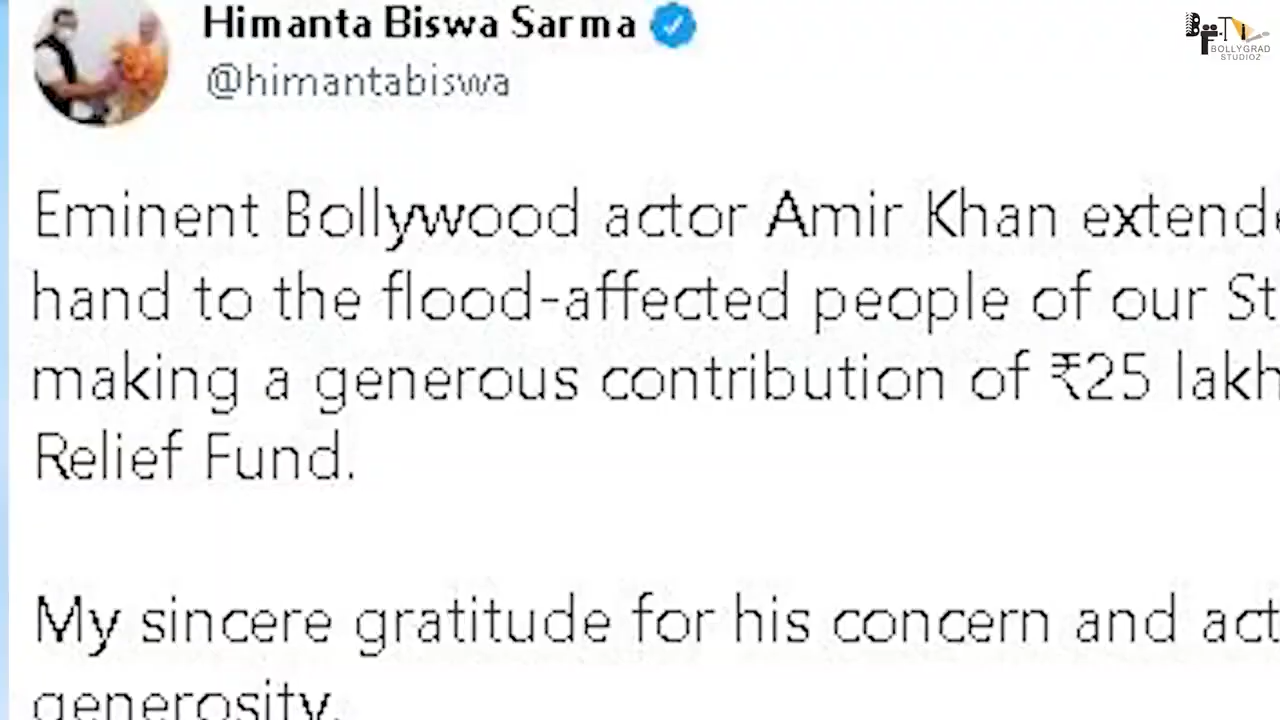 Himanta Biswa Sarma
@himantabiswa
BOLLYGRAD
STUDIOZ
Eminent Bollywood actor Amir Khan extende
hand to the flood-affected people of our St
making a generous contribution of ₹25 lakh
Relief Fund.
My sincere gratitude for his concern and act
generosity.